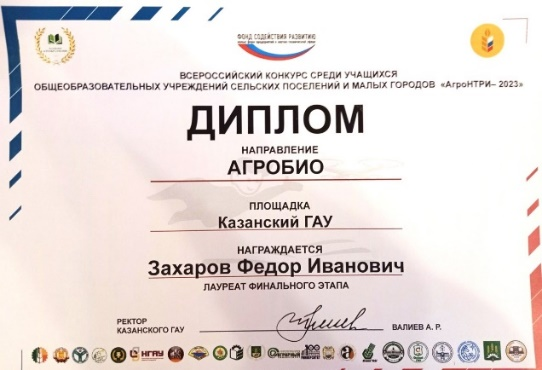 ФОНД СОДЕЙСТВИЯ РАЗВИТИЮ
ВСЕРОССИЙСКИЙ КОНКУРС СРЕДИ УЧАЩИХСЯ
ОБЩЕОБРАЗОВАТЕЛЬНЫХ УЧРЕЖДЕНИЙ СЕЛЬСКИХ ПОСЕЛЕНИЙ И МАЛЫХ ГОРОДОВ «АгроНТРИ– 2023»
ДИПЛОМ
НАПРАВЛЕНИЕ
АГРОБИО
ПЛОЩАДКА
Казанский ГАУ
НАГРАЖДАЕТСЯ
Захаров Федор Иванович
ЛАУРЕАТ ФИНАЛЬНОГО ЭТАПА
РЕКТОР
КАЗАНСКОГО ГАУ
ВАЛИЕВ А. Р.
НГАУ